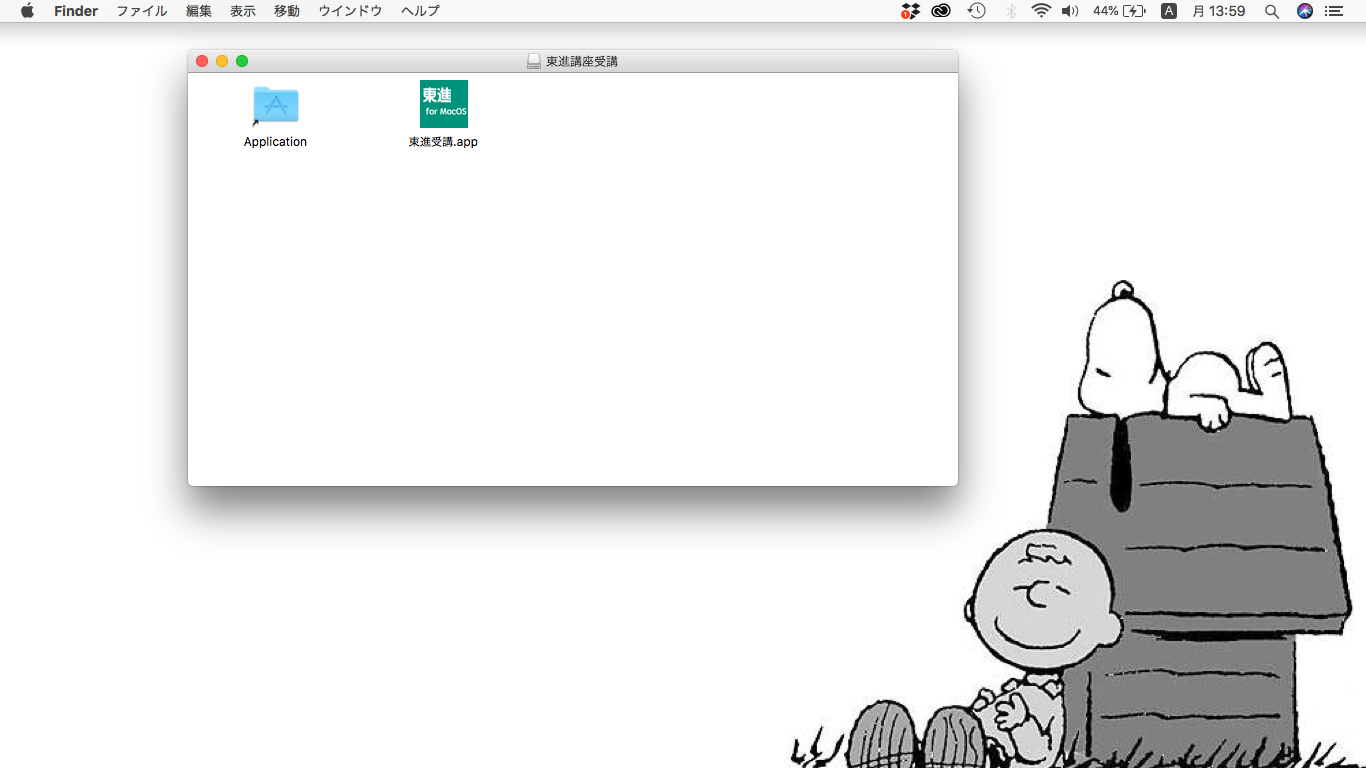 Finder ファイル 編集 表示 移動 ウインドウ ヘルプ 1 44% A 月 13:59
東進講座受講
東進
for MacOS
Application 東進受講.app